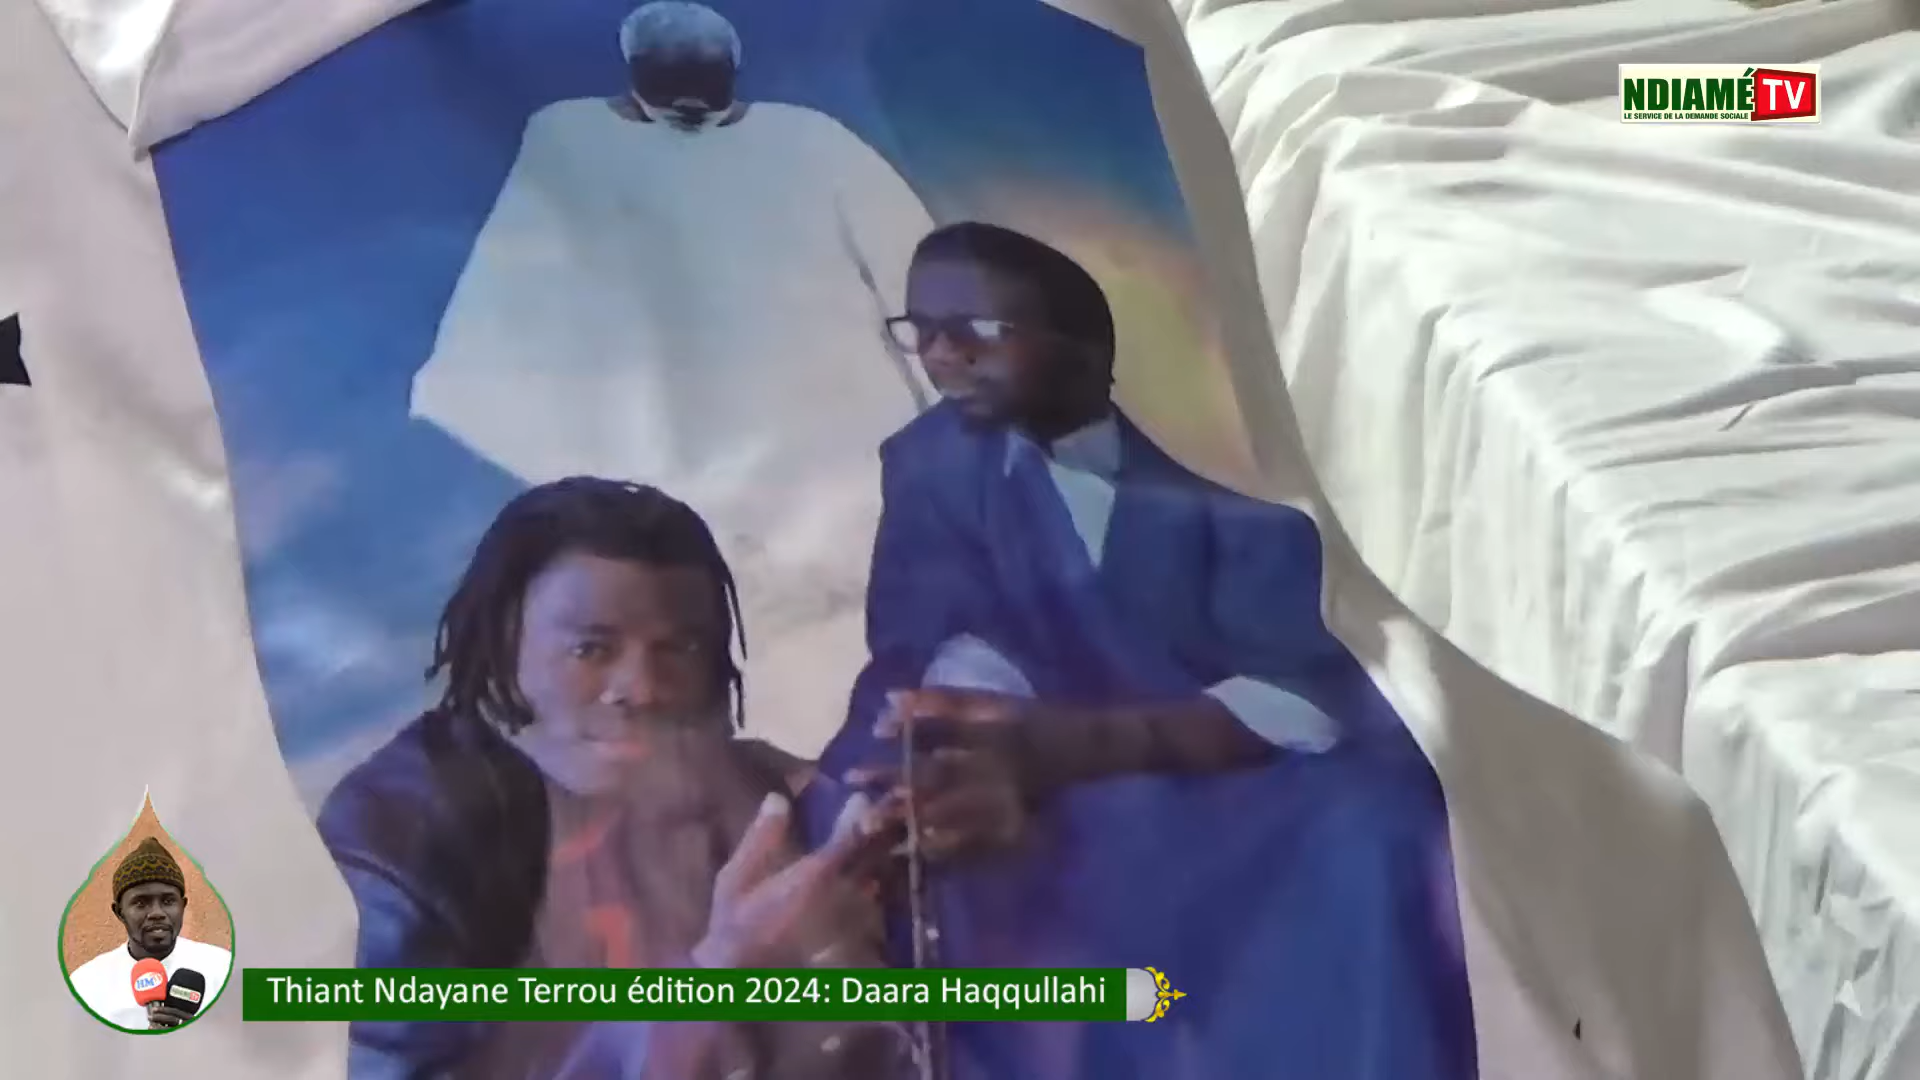 NDIAMÉ TV
LE SERVICE DE LA DEMANDE SOCIALE
Thiant Ndayane Terrou édition 2024: Daara Haqqullahi